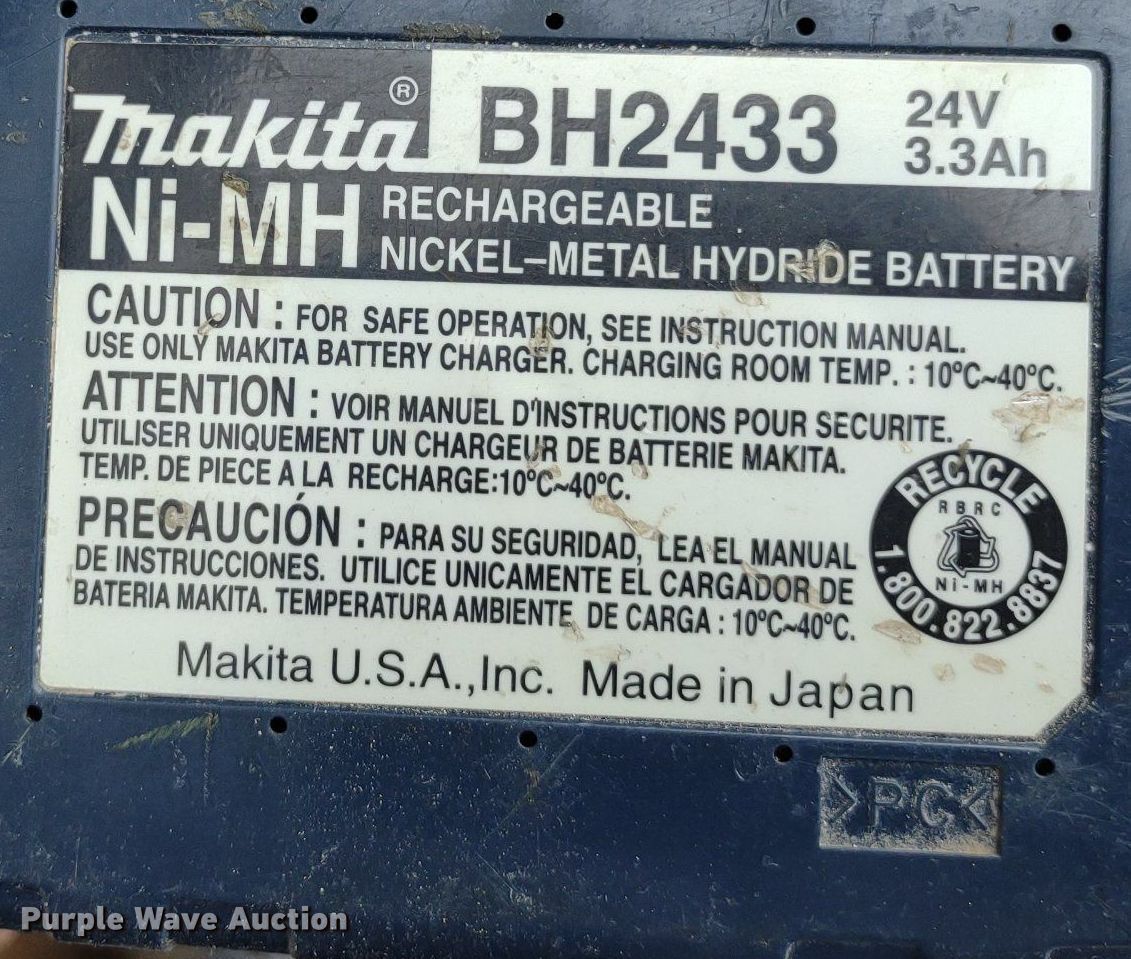 Makita® BH2433 24V
3.3Ah
Ni-MH RECHARGEABLE
NICKEL-METAL HYDRIDE BATTERY
CAUTION : FOR SAFE OPERATION, SEE INSTRUCTION MANUAL.
USE ONLY MAKITA BATTERY CHARGER. CHARGING ROOM TEMP. : 10°C~40°C.
ATTENTION : VOIR MANUEL D'INSTRUCTIONS POUR SECURITE.
UTILISER UNIQUEMENT UN CHARGEUR DE BATTERIE MAKITA.
TEMP. DE PIECE A LA RECHARGE:10°C~40°C.
PRECAUCIÓN : PARA SU SEGURIDAD, LEA EL MANUAL
DE INSTRUCCIONES. UTILICE UNICAMENTE EL CARGADOR DE
BATERIA MAKITA. TEMPERATURA AMBIENTE DE CARGA : 10°C~40°C.
RECYCLE
RBRC
Ni-MH
1.800.822.8837
Makita U.S.A.,Inc. Made in Japan
>PC<
Purple Wave Auction